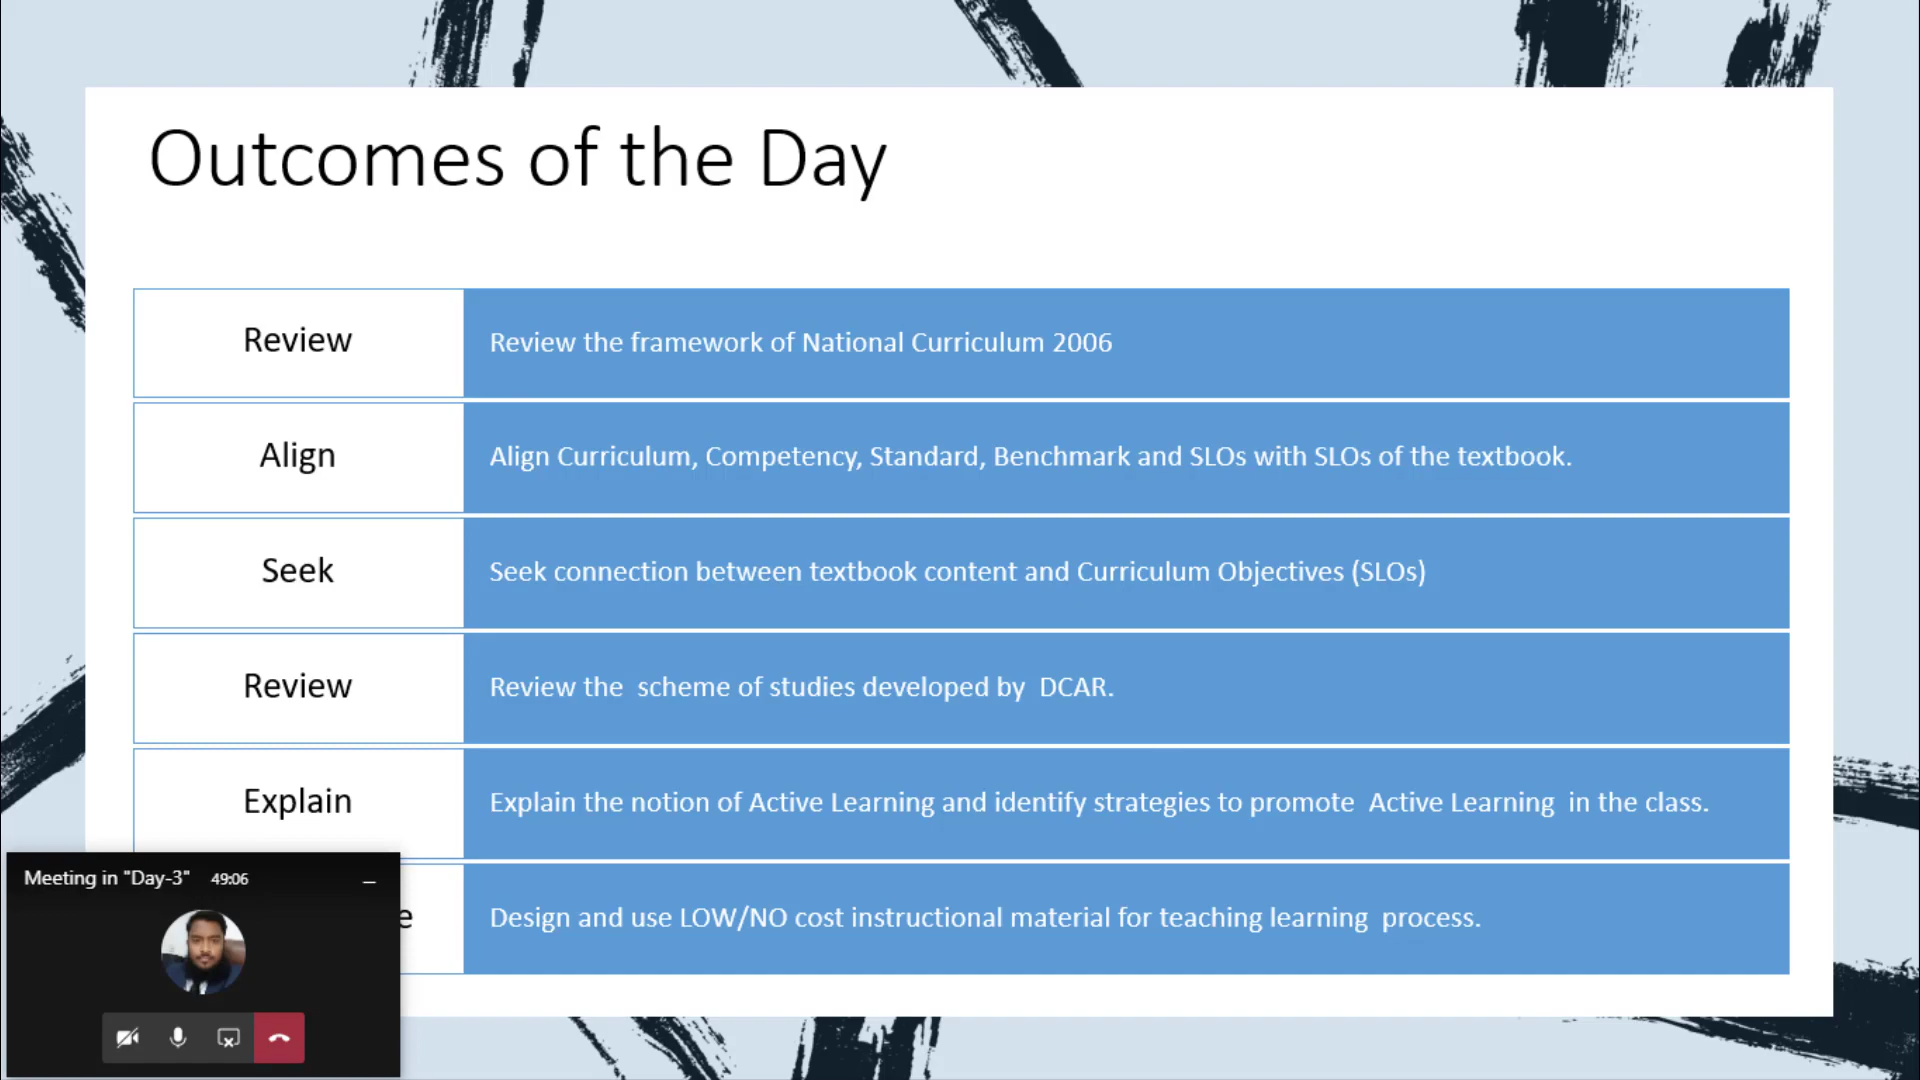 Outcomes of the Day
Review
Review the framework of National Curriculum 2006
Align
Align Curriculum, Competency, Standard, Benchmark and SLOs with SLOs of the textbook.
Seek
Seek connection between textbook content and Curriculum Objectives (SLOs)
Review
Review the scheme of studies developed by DCAR.
Explain
Explain the notion of Active Learning and identify strategies to promote Active Learning in the class.
Design and use LOW/NO cost instructional material for teaching learning process.
Meeting in "Day-3" 49:06